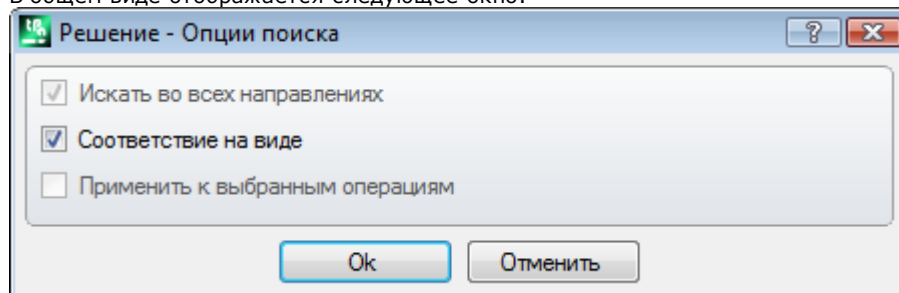 В общем виде отображается следующее окно:
Решение - Опции поиска
Искать во всех направлениях
Соответствие на виде
Применить к выбранным операциям
Ok Отменить